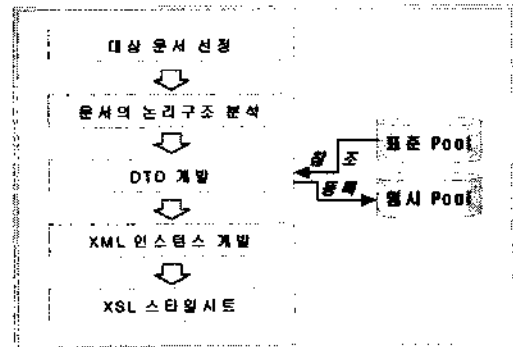 대상 문서 선정
문서의 논리구조 분석
표준 Pool
참 조
DTD 개발
등록
임시 Pool
XML 인스턴스 개발
XSL 스타일시트